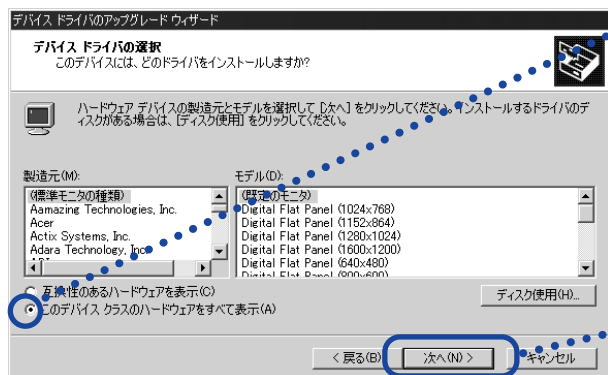 デバイス ドライバのアップグレード ウィザード
デバイス ドライバの選択
このデバイスには、どのドライバをインストールしますか?
ハードウェア デバイスの製造元とモデルを選択して [次へ] をクリックしてください。インストールするドライバのデ
ィスクがある場合は、[ディスク使用] をクリックしてください。
製造元(M):
(標準モニタの種類)
Aamazing Technologies, Inc.
Acer
Actix Systems, Inc.
Adara Technology, Inc.
モデル(D):
(既定のモニタ)
Digital Flat Panel (1024x768)
Digital Flat Panel (1152x864)
Digital Flat Panel (1280x1024)
Digital Flat Panel (1600x1200)
Digital Flat Panel (640x480)
Digital Flat Panel (800x600)
互換性のあるハードウェアを表示(C)
このデバイス クラスのハードウェアをすべて表示(A)
ディスク使用(H)...
< 戻る(B)
次へ(N) >
キャンセル